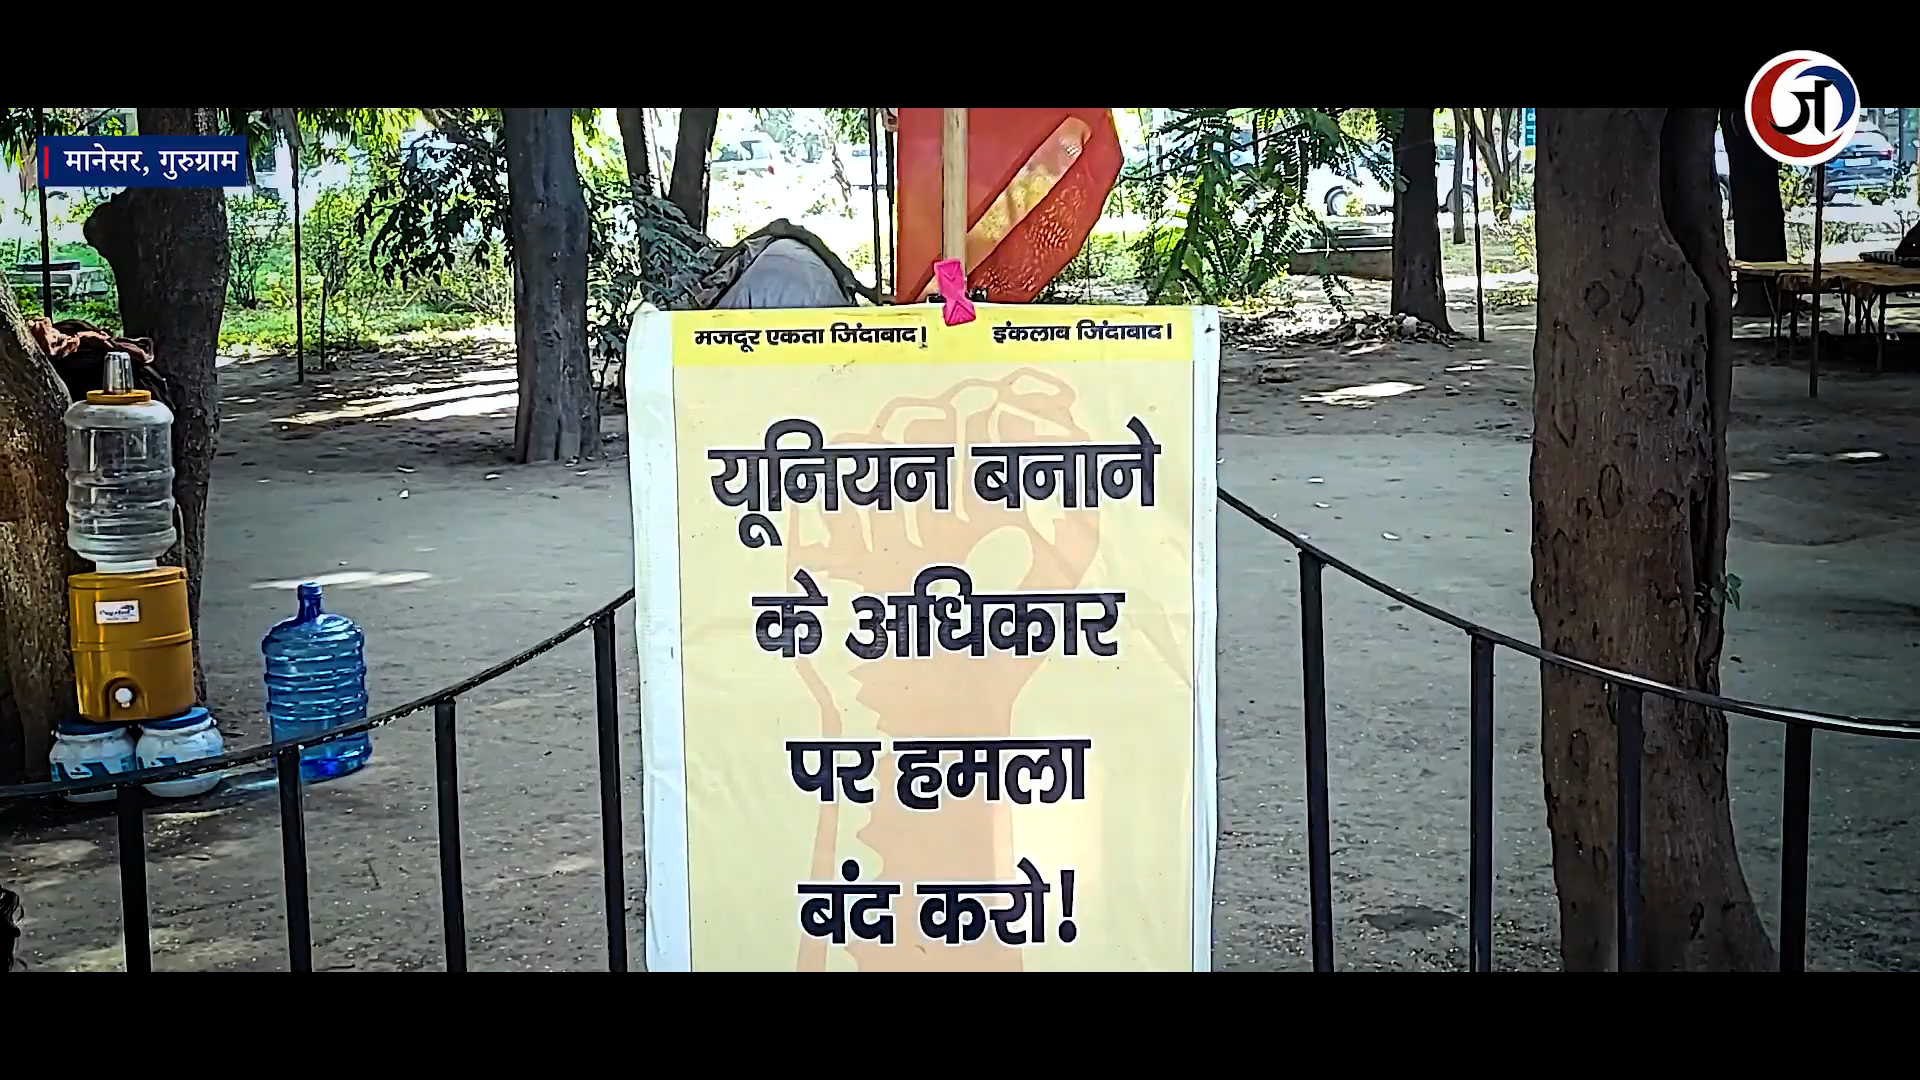 मानेसर, गुरुग्राम
ज
मजदूर एकता जिंदाबाद! इंकलाब जिंदाबाद।
यूनियन बनाने
के अधिकार
पर हमला
बंद करो!